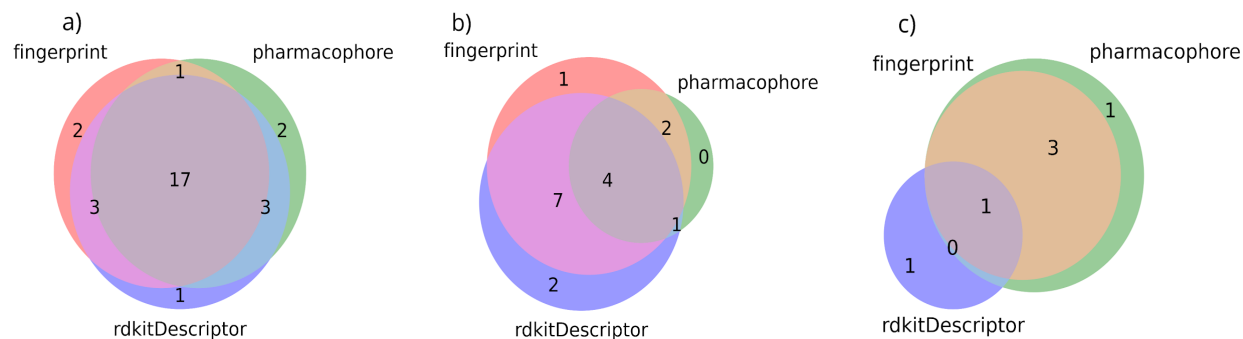 a)
fingerprint
pharmacophore
1
2
2
17
3
3
1
rdkitDescriptor
b)
fingerprint
pharmacophore
1
2
0
4
7
1
2
rdkitDescriptor
c)
fingerprint
pharmacophore
1
3
1
0
1
rdkitDescriptor